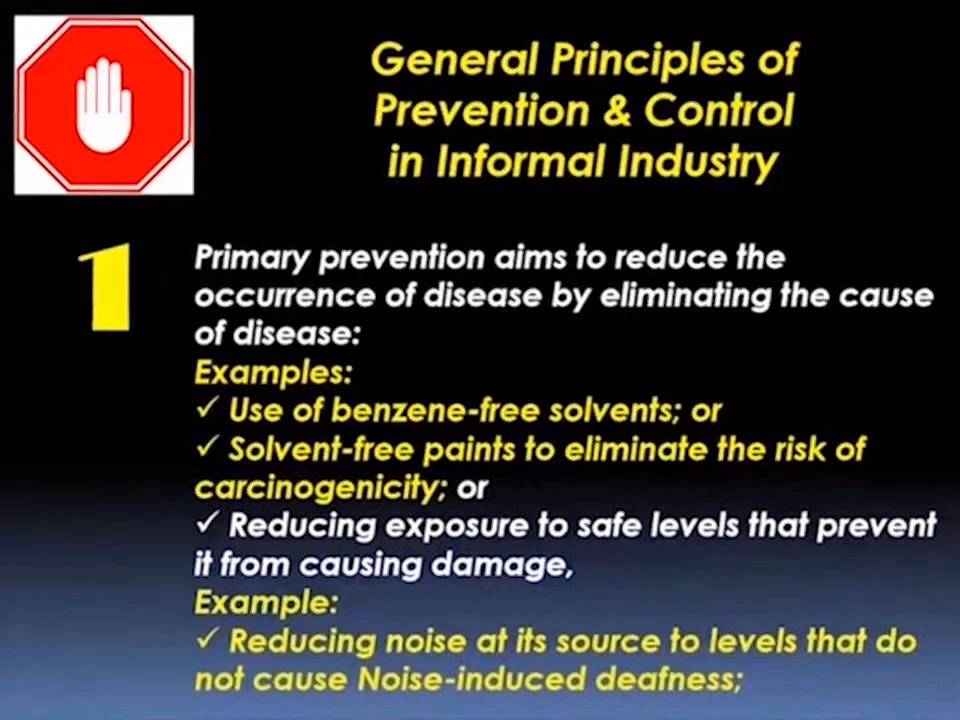 General Principles of
Prevention & Control
in Informal Industry
1
Primary prevention aims to reduce the
occurrence of disease by eliminating the cause
of disease:
Examples:
✓ Use of benzene-free solvents; or
✓ Solvent-free paints to eliminate the risk of
carcinogenicity; or
✓ Reducing exposure to safe levels that prevent
it from causing damage,
Example:
✓ Reducing noise at its source to levels that do
not cause Noise-induced deafness;